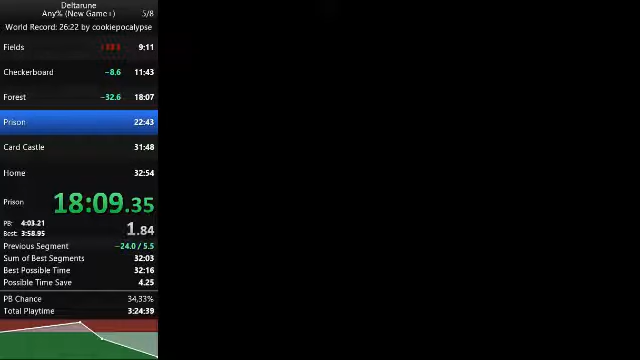 Deltarune
Any% (New Game+) 5/8
World Record: 26:22 by cookiepocalypse
Fields 9:11
Checkerboard −8.6 11:43
Forest −32.6 18:07
Prison 22:43
Card Castle 31:48
Home 32:54
Prison 18:09.35
PB: 4:03.21
Best: 3:58.95 1.84
Previous Segment −24.0 / 5.5
Sum of Best Segments 32:03
Best Possible Time 32:16
Possible Time Save 4.25
PB Chance 34,33%
Total Playtime 3:24:39